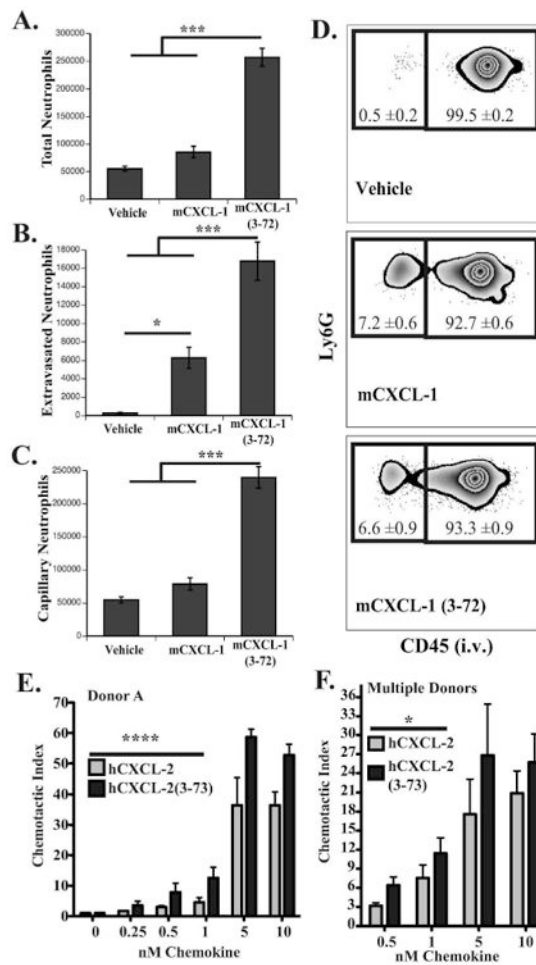 A.
***
Total Neutrophils
300000
250000
200000
150000
100000
50000
0
Vehicle
mCXCL-1
mCXCL-1
(3-72)
B.
***
*
Extravasated Neutrophils
18000
16000
14000
12000
10000
8000
6000
4000
2000
0
Vehicle
mCXCL-1
mCXCL-1
(3-72)
C.
***
Capillary Neutrophils
250000
200000
150000
100000
50000
0
Vehicle
mCXCL-1
mCXCL-1
(3-72)
D.
Ly6G
0.5 ±0.2
99.5 ±0.2
Vehicle
7.2 ±0.6
92.7 ±0.6
mCXCL-1
6.6 ±0.9
93.3 ±0.9
mCXCL-1 (3-72)
CD45 (i.v.)
E.
Donor A
****
hCXCL-2
hCXCL-2(3-73)
Chemotactic Index
70
60
50
40
30
20
10
0
0 0.25 0.5 1 5 10
nM Chemokine
F.
Multiple Donors
*
hCXCL-2
hCXCL-2
(3-73)
Chemotactic Index
36
33
30
27
24
21
18
15
12
9
6
3
0.5 1 5 10
nM Chemokine